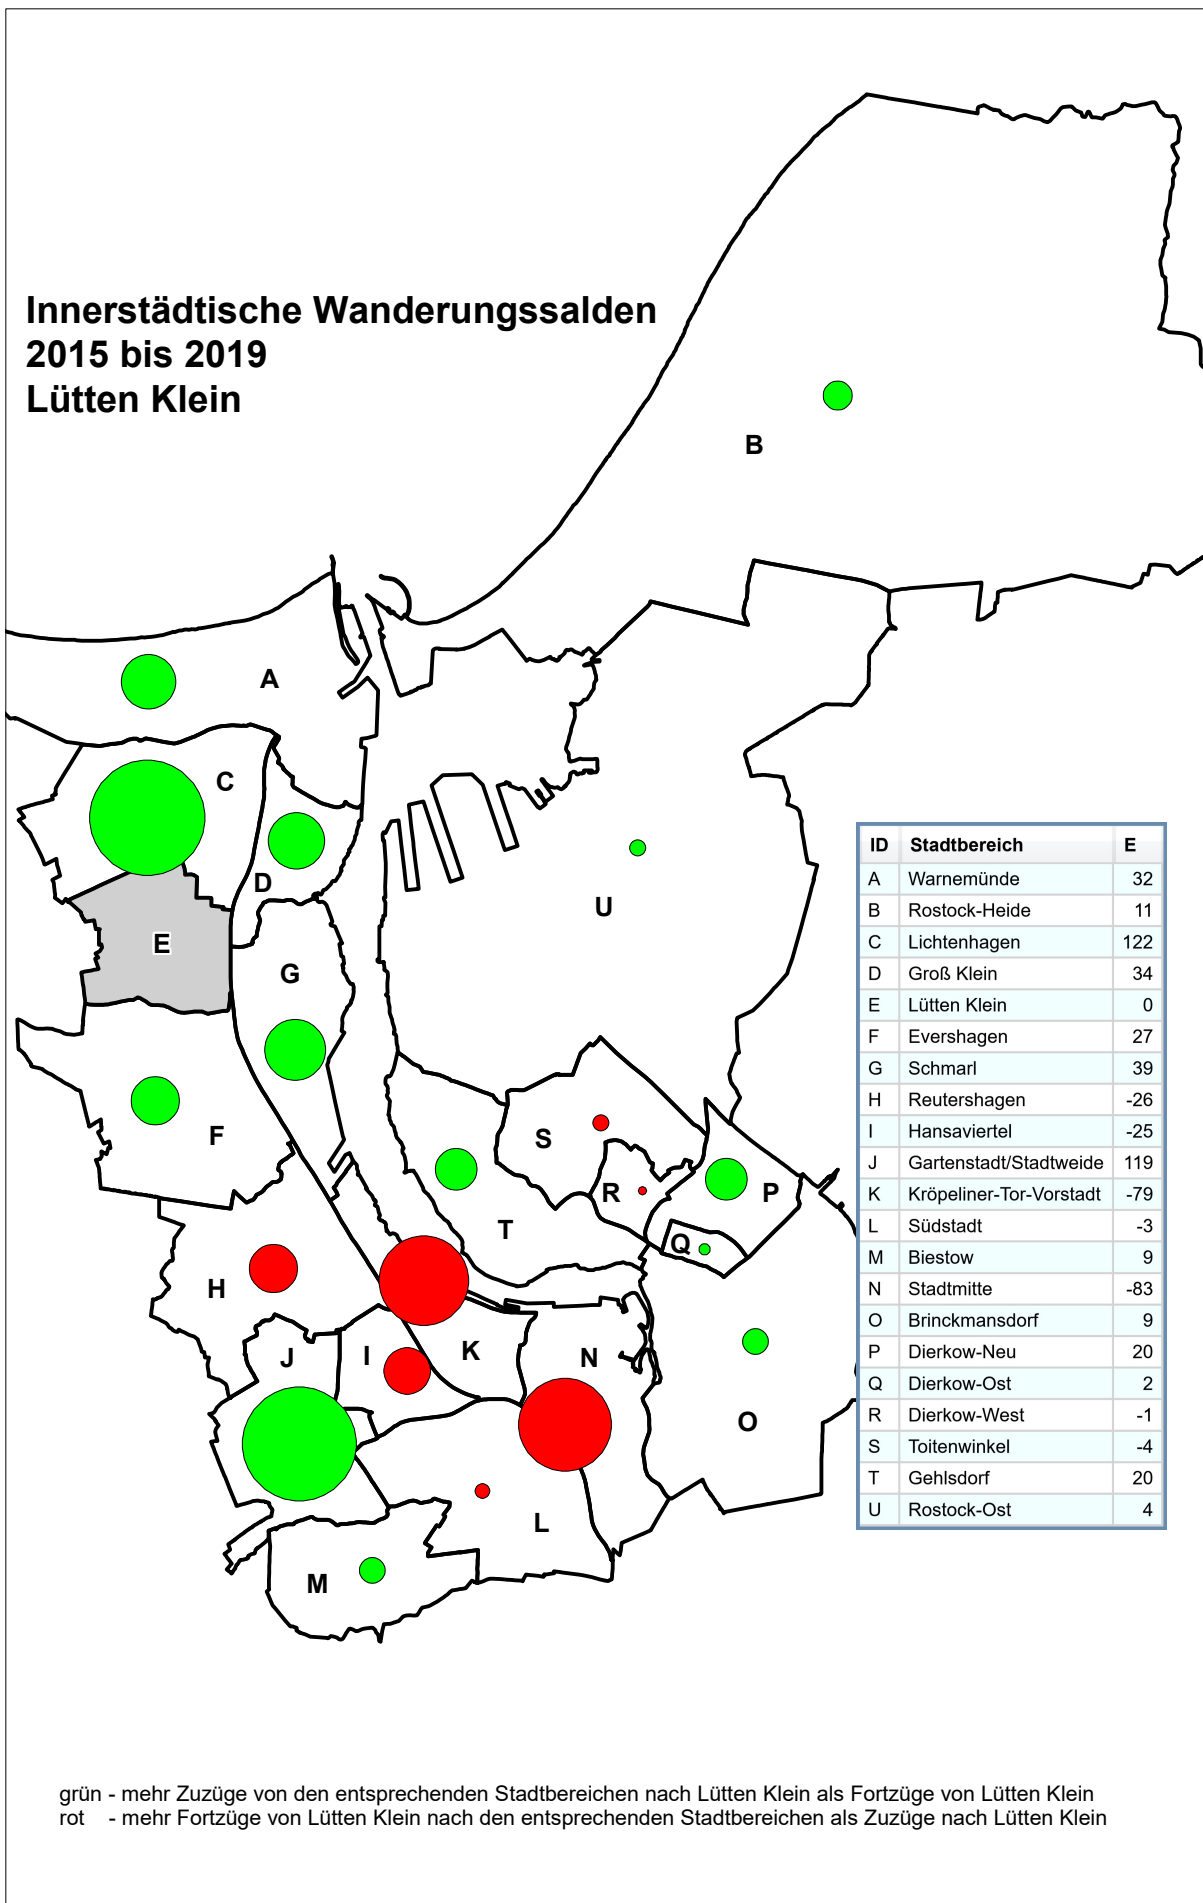 Innerstädtische Wanderungssalden
2015 bis 2019
Lütten Klein
B
A
C
D
E
U
G
F
S
R
P
T
Q
H
J
I
K
N
O
L
M
ID Stadtbereich E
A Warnemünde 32
B Rostock-Heide 11
C Lichtenhagen 122
D Groß Klein 34
E Lütten Klein 0
F Evershagen 27
G Schmarl 39
H Reutershagen -26
I Hansaviertel -25
J Gartenstadt/Stadtweide 119
K Kröpeliner-Tor-Vorstadt -79
L Südstadt -3
M Biestow 9
N Stadtmitte -83
O Brinckmansdorf 9
P Dierkow-Neu 20
Q Dierkow-Ost 2
R Dierkow-West -1
S Toitenwinkel -4
T Gehlsdorf 20
U Rostock-Ost 4
grün - mehr Zuzüge von den entsprechenden Stadtbereichen nach Lütten Klein als Fortzüge von Lütten Klein
rot - mehr Fortzüge von Lütten Klein nach den entsprechenden Stadtbereichen als Zuzüge nach Lütten Klein